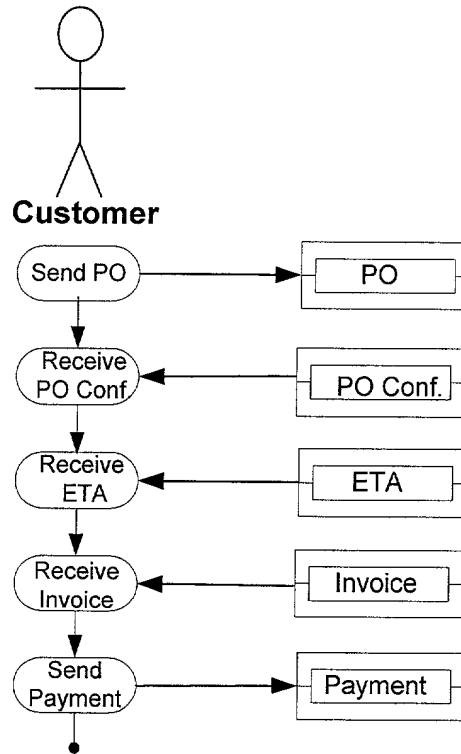 Customer
Send PO
PO
Receive
PO Conf.
PO Conf.
Receive
ETA
ETA
Receive
Invoice
Invoice
Send
Payment
Payment